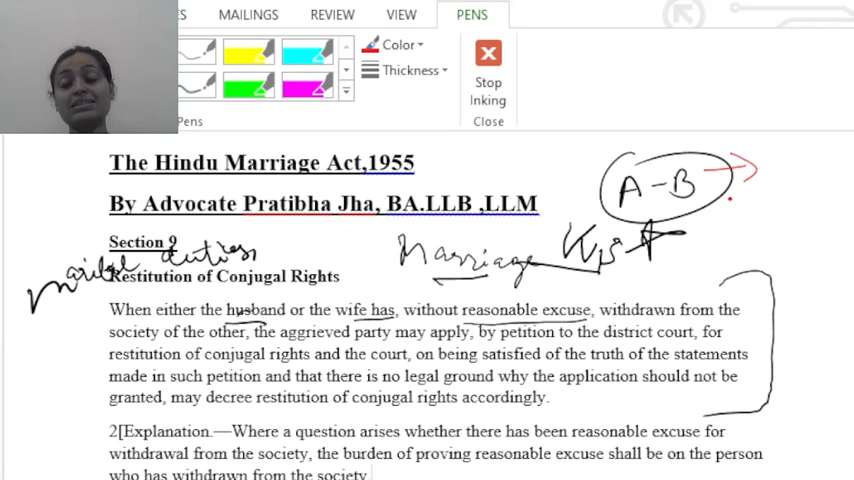 ES MAILINGS REVIEW VIEW PENS
Color
Thickness
Stop
Inking
Pens
Close
The Hindu Marriage Act,1955
A-B
By Advocate Pratibha Jha, BA.LLB ,LLM
Section 9
marital duties
Marriage
Restitution of Conjugal Rights
When either the husband or the wife has, without reasonable excuse, withdrawn from the
society of the other, the aggrieved party may apply, by petition to the district court, for
restitution of conjugal rights and the court, on being satisfied of the truth of the statements
made in such petition and that there is no legal ground why the application should not be
granted, may decree restitution of conjugal rights accordingly.
2[Explanation.—Where a question arises whether there has been reasonable excuse for
withdrawal from the society, the burden of proving reasonable excuse shall be on the person
who has withdrawn from the society